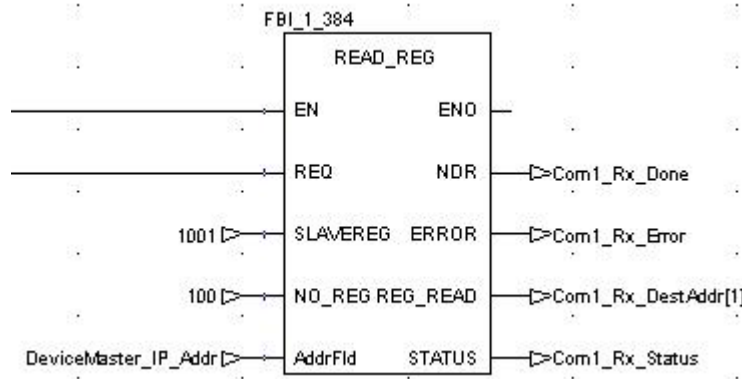 FBI_1_384
READ_REG
EN ENO
REQ NDR Com1_Rx_Done
1001 SLAVEREG ERROR Com1_Rx_Error
100 NO_REG REG_READ Com1_Rx_DestAddr[1]
DeviceMaster_IP_Addr AddrFld STATUS Com1_Rx_Status